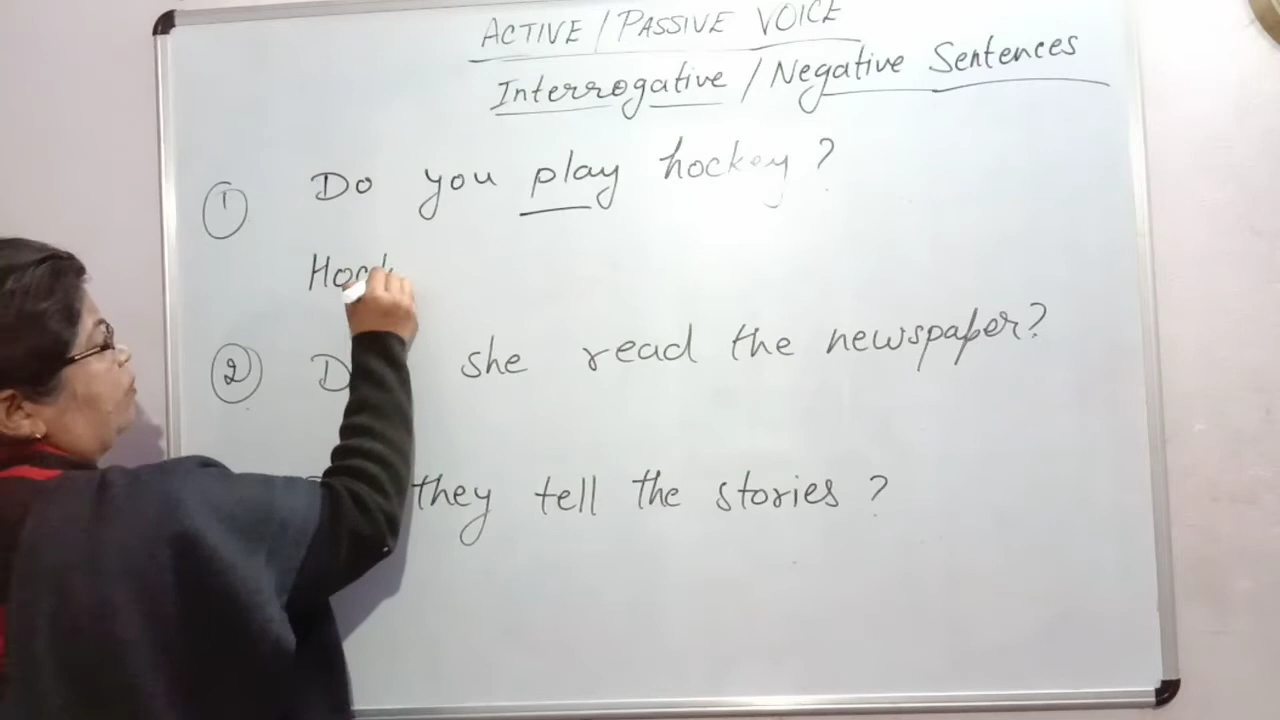 ACTIVE / PASSIVE VOICE
Interrogative / Negative Sentences
① Do you play hockey ?
② she read the newspaper?
they tell the stories ?